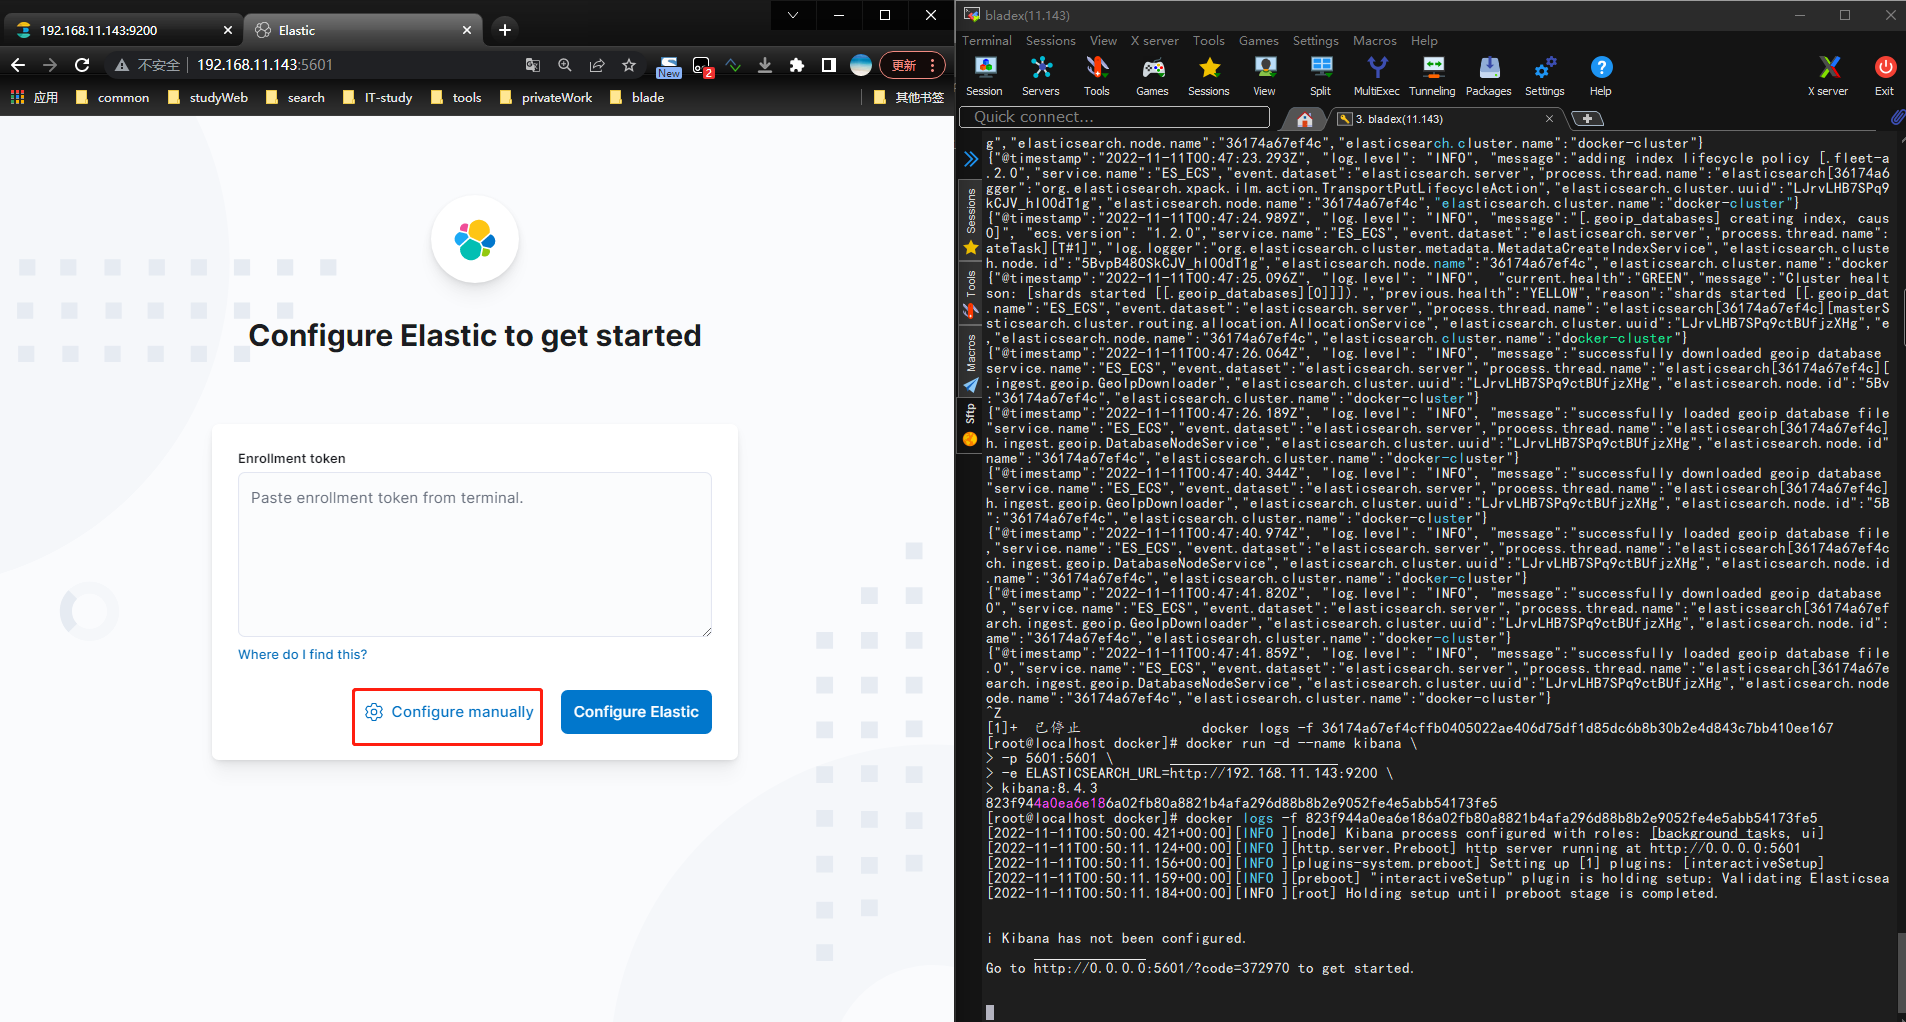 192.168.11.143:9200
Elastic
不安全
192.168.11.143:5601
New
2
更新
应用
common
studyWeb
search
IT-study
tools
privateWork
blade
其他书签
Configure Elastic to get started
Enrollment token
Paste enrollment token from terminal.
Where do I find this?
Configure manually
Configure Elastic
bladex(11.143)
Terminal Sessions View X server Tools Games Settings Macros Help
Session Servers Tools Games Sessions View Split MultiExec Tunneling Packages Settings Help X server Exit
Quick connect...
3. bladex(11.143)
Sessions
Tools
Macros
Sftp
g","elasticsearch.node.name":"36174a67ef4c","elasticsearch.cluster.name":"docker-cluster"}
{"@timestamp":"2022-11-11T00:47:23.293Z", "log.level": "INFO", "message":"adding index lifecycle policy [.fleet-a
.2.0","service.name":"ES_ECS","event.dataset":"elasticsearch.server","process.thread.name":"elasticsearch[36174a6
gger":"org.elasticsearch.xpack.ilm.action.TransportPutLifecycleAction","elasticsearch.cluster.uuid":"LJrvLHB7SPq9
kCJV_hIOOdT1g","elasticsearch.node.name":"36174a67ef4c","elasticsearch.cluster.name":"docker-cluster"}
{"@timestamp":"2022-11-11T00:47:24.989Z", "log.level": "INFO", "message":"[.geoip_databases] creating index, caus
0]", "ecs.version": "1.2.0","service.name":"ES_ECS","event.dataset":"elasticsearch.server","process.thread.name":
ateTask][T#1]","log.logger":"org.elasticsearch.cluster.metadata.MetadataCreateIndexService","elasticsearch.cluste
h.node.id":"5BvpB4BOSkCJV_hIOOdT1g","elasticsearch.node.name":"36174a67ef4c","elasticsearch.cluster.name":"docker
{"@timestamp":"2022-11-11T00:47:25.096Z", "log.level": "INFO",  "current.health":"GREEN","message":"Cluster healt
son: [shards started [[.geoip_databases][0]]]).","previous.health":"YELLOW","reason":"shards started [[.geoip_dat
.name":"ES_ECS","event.dataset":"elasticsearch.server","process.thread.name":"elasticsearch[36174a67ef4c][masterS
sticsearch.cluster.routing.allocation.AllocationService","elasticsearch.cluster.uuid":"LJrvLHB7SPq9ctBUfjzXHg","e
,"elasticsearch.node.name":"36174a67ef4c","elasticsearch.cluster.name":"docker-cluster"}
{"@timestamp":"2022-11-11T00:47:26.064Z", "log.level": "INFO", "message":"successfully downloaded geoip database
service.name":"ES_ECS","event.dataset":"elasticsearch.server","process.thread.name":"elasticsearch[36174a67ef4c][
.ingest.geoip.GeoIpDownloader","elasticsearch.cluster.uuid":"LJrvLHB7SPq9ctBUfjzXHg","elasticsearch.node.id":"5Bv
:"36174a67ef4c","elasticsearch.cluster.name":"docker-cluster"}
{"@timestamp":"2022-11-11T00:47:26.189Z", "log.level": "INFO", "message":"successfully loaded geoip database file
"service.name":"ES_ECS","event.dataset":"elasticsearch.server","process.thread.name":"elasticsearch[36174a67ef4c]
h.ingest.geoip.DatabaseNodeService","elasticsearch.cluster.uuid":"LJrvLHB7SPq9ctBUfjzXHg","elasticsearch.node.id"
name":"36174a67ef4c","elasticsearch.cluster.name":"docker-cluster"}
{"@timestamp":"2022-11-11T00:47:40.344Z", "log.level": "INFO", "message":"successfully downloaded geoip database
"service.name":"ES_ECS","event.dataset":"elasticsearch.server","process.thread.name":"elasticsearch[36174a67ef4c]
h.ingest.geoip.GeoIpDownloader","elasticsearch.cluster.uuid":"LJrvLHB7SPq9ctBUfjzXHg","elasticsearch.node.id":"5B
":"36174a67ef4c","elasticsearch.cluster.name":"docker-cluster"}
{"@timestamp":"2022-11-11T00:47:40.974Z", "log.level": "INFO", "message":"successfully loaded geoip database file
,"service.name":"ES_ECS","event.dataset":"elasticsearch.server","process.thread.name":"elasticsearch[36174a67ef4c
ch.ingest.geoip.DatabaseNodeService","elasticsearch.cluster.uuid":"LJrvLHB7SPq9ctBUfjzXHg","elasticsearch.node.id
.name":"36174a67ef4c","elasticsearch.cluster.name":"docker-cluster"}
{"@timestamp":"2022-11-11T00:47:41.820Z", "log.level": "INFO", "message":"successfully downloaded geoip database
0","service.name":"ES_ECS","event.dataset":"elasticsearch.server","process.thread.name":"elasticsearch[36174a67ef
arch.ingest.geoip.GeoIpDownloader","elasticsearch.cluster.uuid":"LJrvLHB7SPq9ctBUfjzXHg","elasticsearch.node.id":
ame":"36174a67ef4c","elasticsearch.cluster.name":"docker-cluster"}
{"@timestamp":"2022-11-11T00:47:41.859Z", "log.level": "INFO", "message":"successfully loaded geoip database file
.0","service.name":"ES_ECS","event.dataset":"elasticsearch.server","process.thread.name":"elasticsearch[36174a67e
earch.ingest.geoip.DatabaseNodeService","elasticsearch.cluster.uuid":"LJrvLHB7SPq9ctBUfjzXHg","elasticsearch.node
ode.name":"36174a67ef4c","elasticsearch.cluster.name":"docker-cluster"}
^Z
[1]+  已停止               docker logs -f 36174a67ef4cffb0405022ae406d75df1d85dc6b8b30b2e4d843c7bb410ee167
[root@localhost docker]# docker run -d --name kibana \
> -p 5601:5601 \
> -e ELASTICSEARCH_URL=http://192.168.11.143:9200 \
> kibana:8.4.3
823f944a0ea6e186a02fb80a8821b4afa296d88b8b2e9052fe4e5abb54173fe5
[root@localhost docker]# docker logs -f 823f944a0ea6e186a02fb80a8821b4afa296d88b8b2e9052fe4e5abb54173fe5
[2022-11-11T00:50:00.421+00:00][INFO ][node] Kibana process configured with roles: [background_tasks, ui]
[2022-11-11T00:50:11.124+00:00][INFO ][http.server.Preboot] http server running at http://0.0.0.0:5601
[2022-11-11T00:50:11.156+00:00][INFO ][plugins-system.preboot] Setting up [1] plugins: [interactiveSetup]
[2022-11-11T00:50:11.159+00:00][INFO ][preboot] "interactiveSetup" plugin is holding setup: Validating Elasticsea
[2022-11-11T00:50:11.184+00:00][INFO ][root] Holding setup until preboot stage is completed.
i Kibana has not been configured.
Go to http://0.0.0.0:5601/?code=372970 to get started.